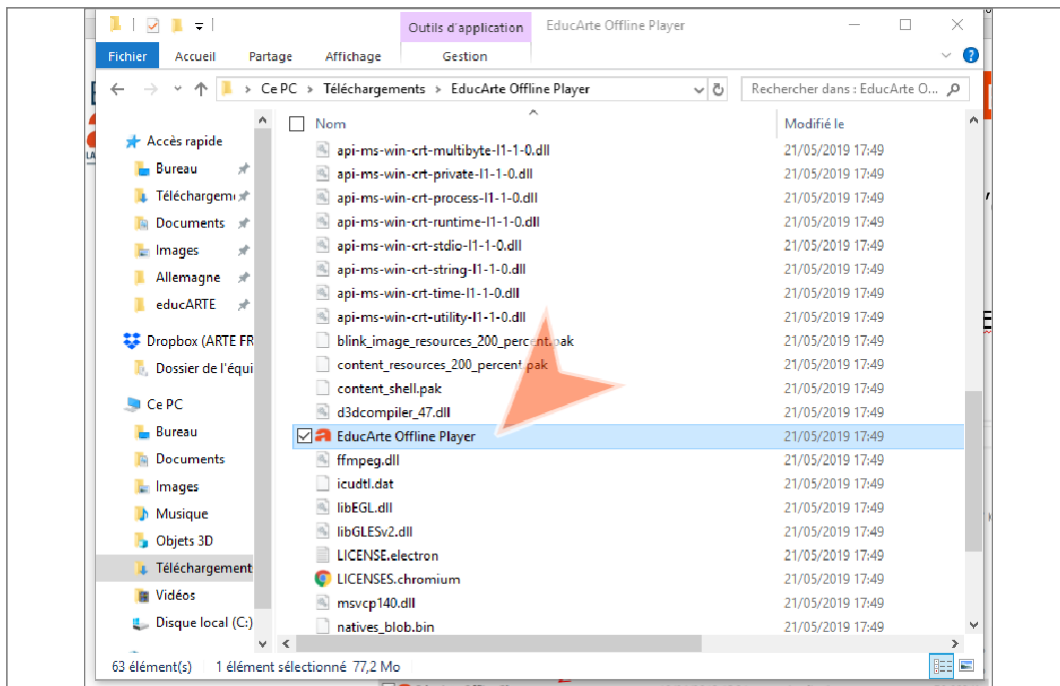 Outils d'application EducArte Offline Player
Fichier Accueil Partage Affichage Gestion
Ce PC > Téléchargements > EducArte Offline Player
Rechercher dans : EducArte O...
Nom Modifié le
Accès rapide
Bureau
Téléchargem
Documents
Images
Allemagne
educARTE
Dropbox (ARTE FR
Dossier de l'équi
Ce PC
Bureau
Documents
Images
Musique
Objets 3D
Téléchargement
Vidéos
Disque local (C:)
api-ms-win-crt-multibyte-l1-1-0.dll 21/05/2019 17:49
api-ms-win-crt-private-l1-1-0.dll 21/05/2019 17:49
api-ms-win-crt-process-l1-1-0.dll 21/05/2019 17:49
api-ms-win-crt-runtime-l1-1-0.dll 21/05/2019 17:49
api-ms-win-crt-stdio-l1-1-0.dll 21/05/2019 17:49
api-ms-win-crt-string-l1-1-0.dll 21/05/2019 17:49
api-ms-win-crt-time-l1-1-0.dll 21/05/2019 17:49
api-ms-win-crt-utility-l1-1-0.dll 21/05/2019 17:49
blink_image_resources_200_percent.pak 21/05/2019 17:49
content_resources_200_percent.pak 21/05/2019 17:49
content_shell.pak 21/05/2019 17:49
d3dcompiler_47.dll 21/05/2019 17:49
EducArte Offline Player 21/05/2019 17:49
ffmpeg.dll 21/05/2019 17:49
icudtl.dat 21/05/2019 17:49
libEGL.dll 21/05/2019 17:49
libGLESv2.dll 21/05/2019 17:49
LICENSE.electron 21/05/2019 17:49
LICENSES.chromium 21/05/2019 17:49
msvcp140.dll 21/05/2019 17:49
natives_blob.bin 21/05/2019 17:49
63 élément(s) 1 élément sélectionné 77,2 Mo